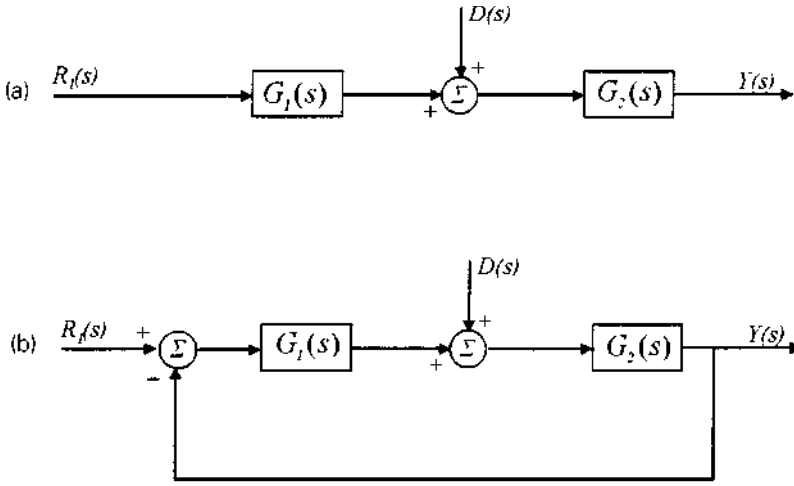 D(s)
(a) R₁(s) G₁(s) + + Σ G₂(s) Y(s)
D(s)
(b) R₁(s) + − Σ G₁(s) + + Σ G₂(s) Y(s)